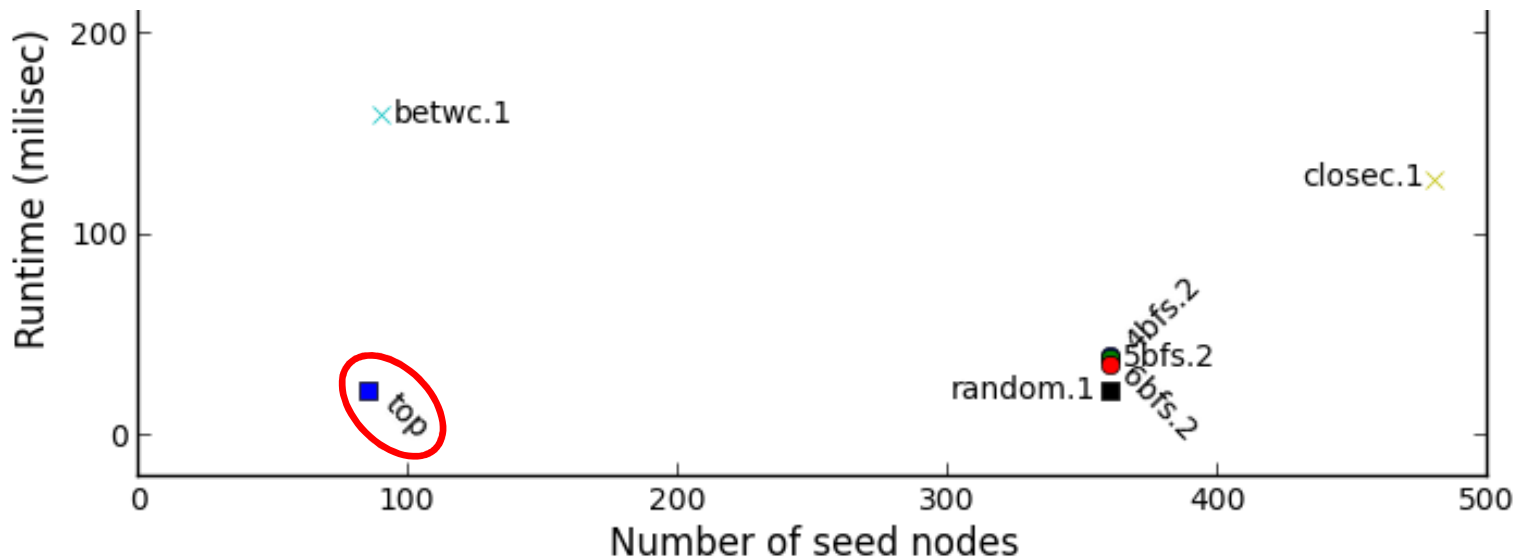 200
betwc.1
closec.1
100
4bfs.2
5bfs.2
6bfs.2
random.1
top
0
0 100 200 300 400 500
Number of seed nodes
Runtime (milisec)